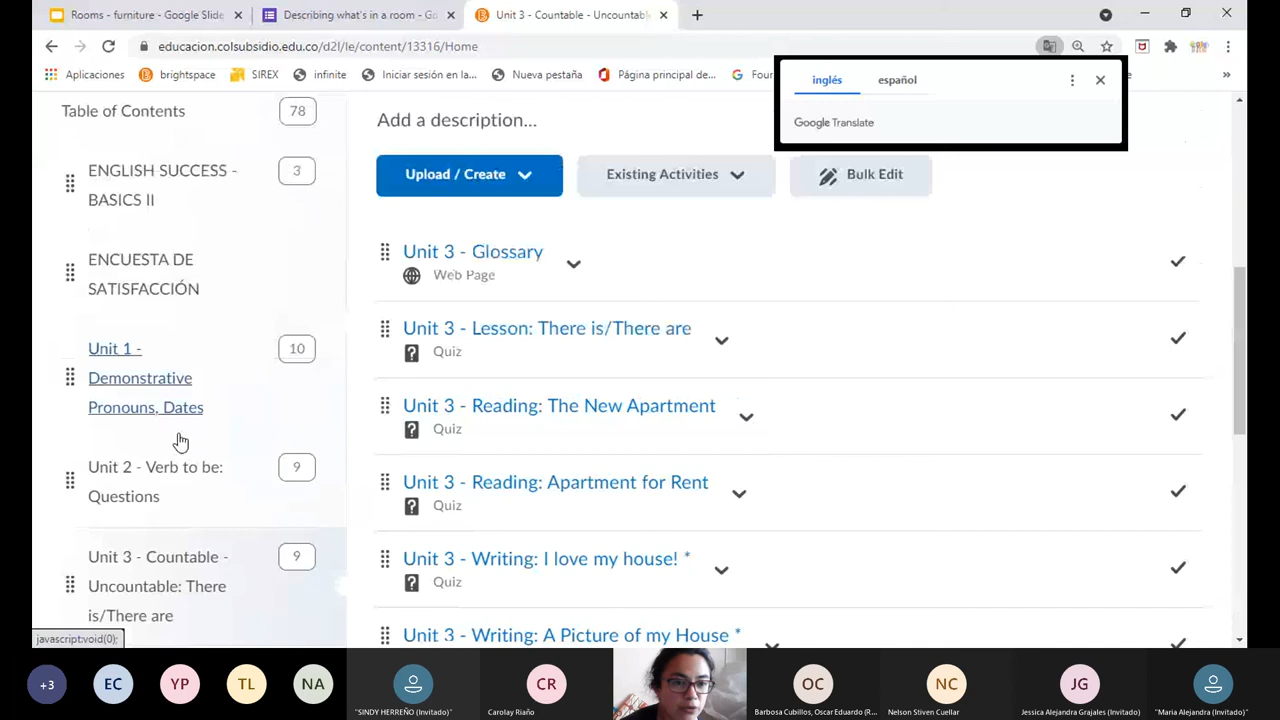 Rooms - furniture - Google Slide
Describing what's in a room - Go
Unit 3 - Countable - Uncountabl
educacion.colsubsidio.edu.co/d2l/le/content/13316/Home
Aplicaciones
brightspace
SIREX
infinite
Iniciar sesión en la...
Nueva pestaña
Página principal de...
Four
»
inglés
español
Google Translate
Table of Contents
78
Add a description...
ENGLISH SUCCESS -
BASICS II
3
Upload / Create
Existing Activities
Bulk Edit
ENCUESTA DE
SATISFACCIÓN
Unit 3 - Glossary
Web Page
Unit 1 -
Demonstrative
Pronouns, Dates
10
Unit 3 - Lesson: There is/There are
Quiz
Unit 3 - Reading: The New Apartment
Quiz
Unit 2 - Verb to be:
Questions
9
Unit 3 - Reading: Apartment for Rent
Quiz
Unit 3 - Countable -
Uncountable: There
is/There are
9
Unit 3 - Writing: I love my house! *
Quiz
Unit 3 - Writing: A Picture of my House *
javascript:void(0);
+3
EC
YP
TL
NA
"SINDY HERREÑO (Invitado)"
CR
Carolay Riaño
OC
Barbosa Cubillos, Oscar Eduardo (R...
NC
Nelson Stiven Cuellar
JG
Jessica Alejandra Grajales (Invitado)
"Maria Alejandra (Invitado)"